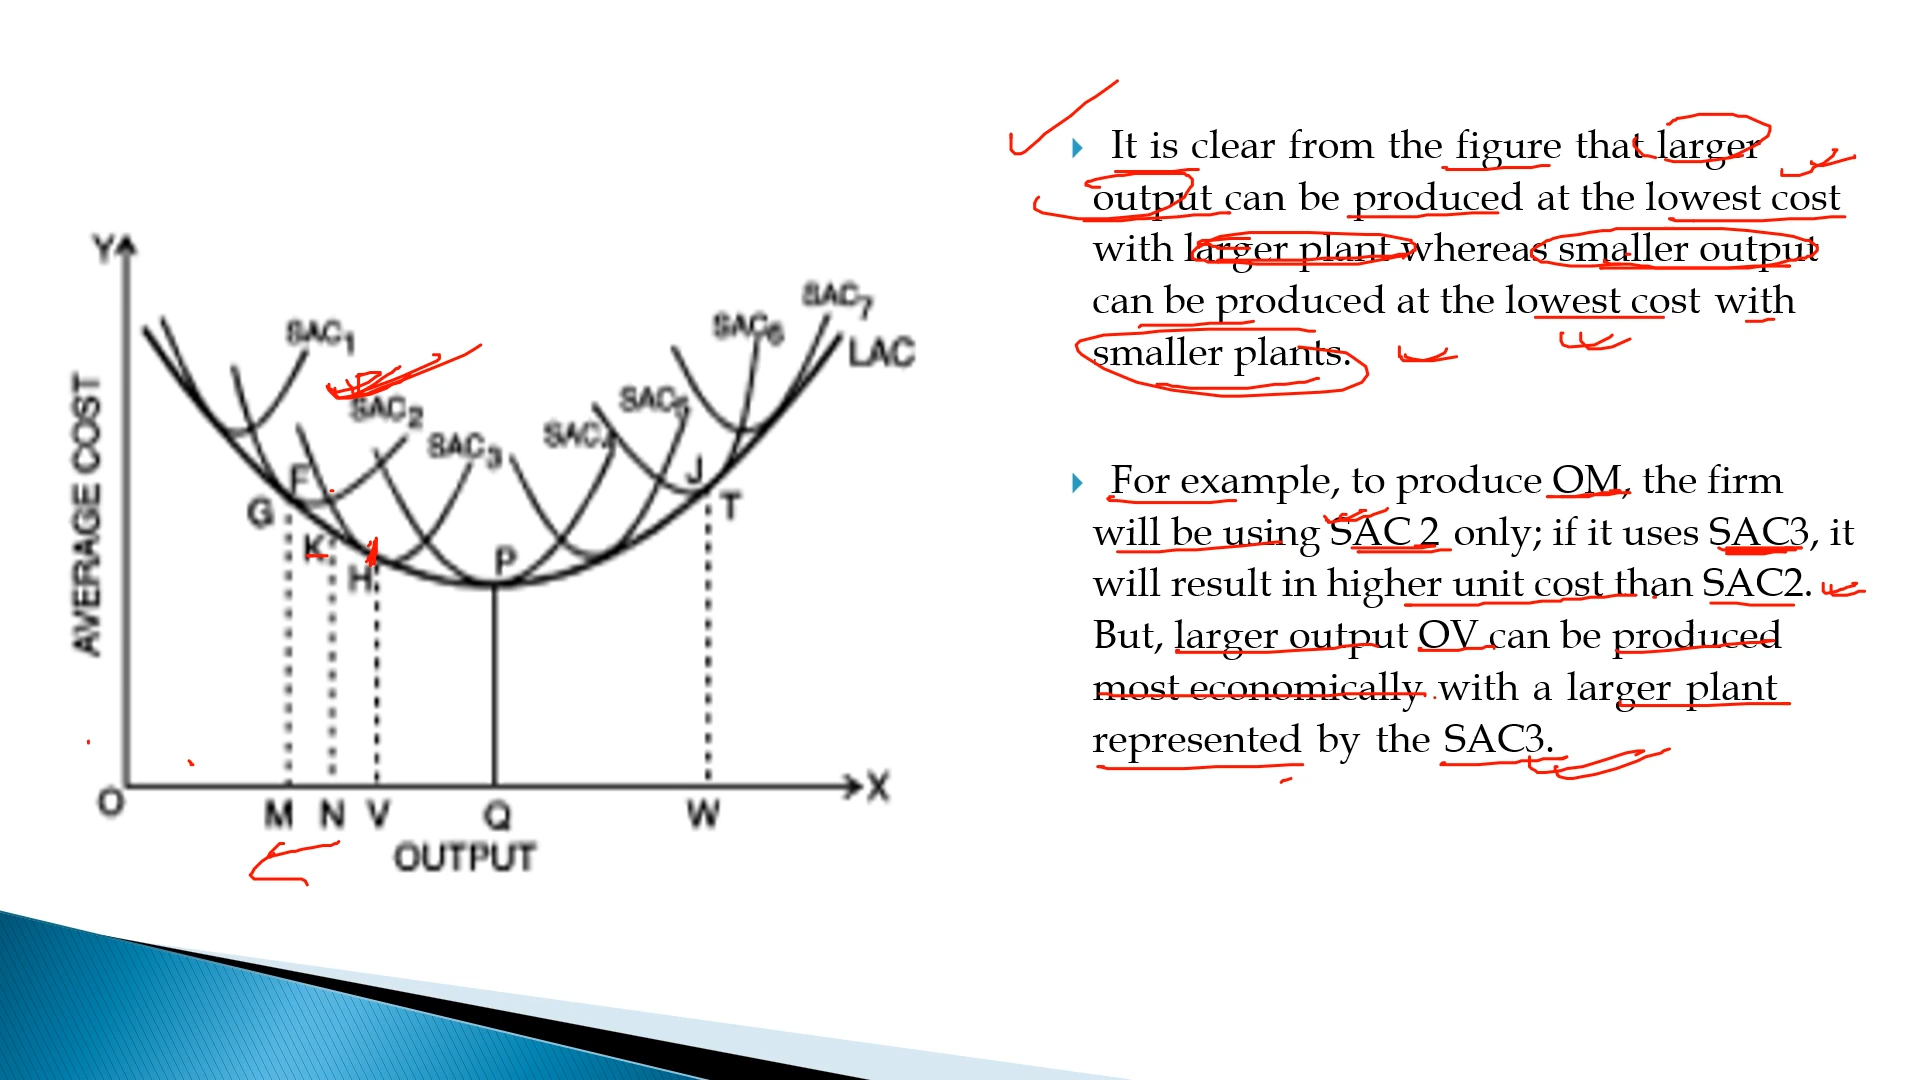 Y
SAC1
SAC2
SAC3
SAC4
SAC5
SAC6
SAC7
LAC
AVERAGE COST
F
G
K
H
P
J
T
O
M N V Q W
X
OUTPUT
It is clear from the figure that larger
output can be produced at the lowest cost
with larger plant whereas smaller output
can be produced at the lowest cost with
smaller plants.
For example, to produce OM, the firm
will be using SAC 2 only; if it uses SAC3, it
will result in higher unit cost than SAC2.
But, larger output OV can be produced
most economically with a larger plant
represented by the SAC3.